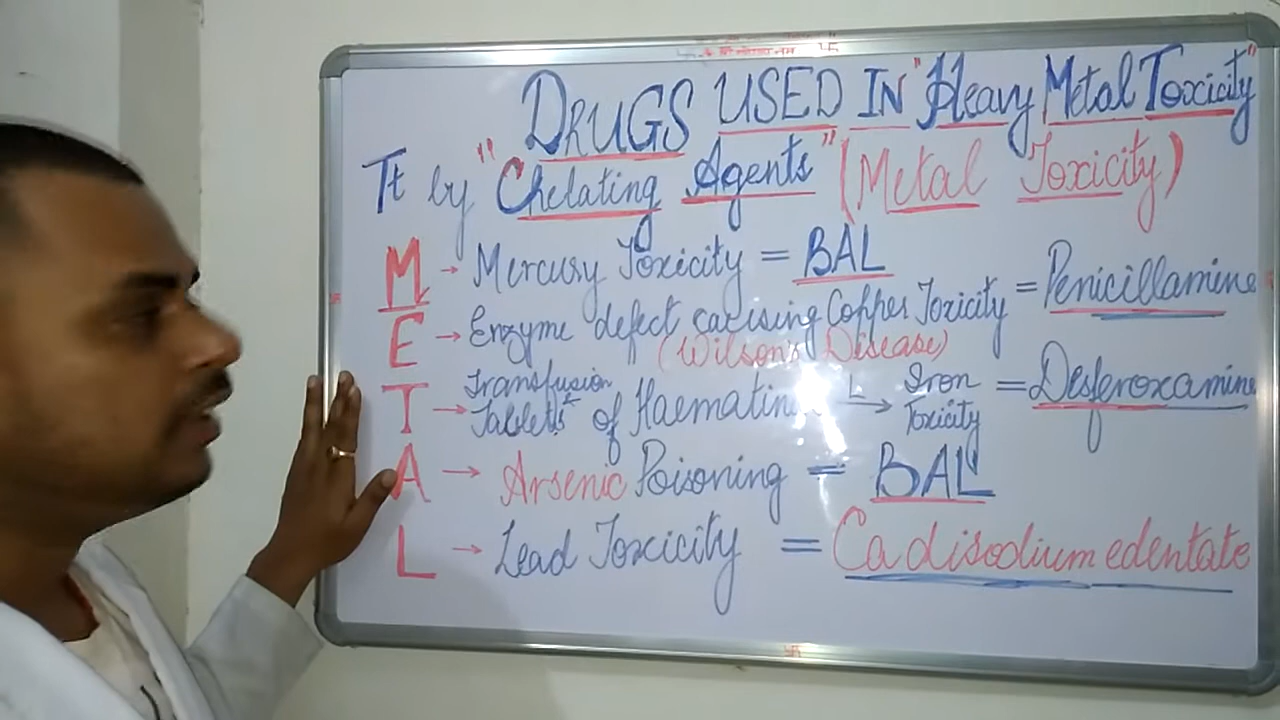 DRUGS USED IN "Heavy Metal Toxicity"
Tt by "Chelating Agents" (Metal Toxicity)
M → Mercury Toxicity = BAL
E → Enzyme defect causing Copper Toxicity = Penicillamine
(Wilson's Disease)
T → Transfusion
Tablets of Haematin L→ Iron Toxicity = Desferoxamine
A → Arsenic Poisoning = BAL
L → Lead Toxicity = Ca disodium edentate